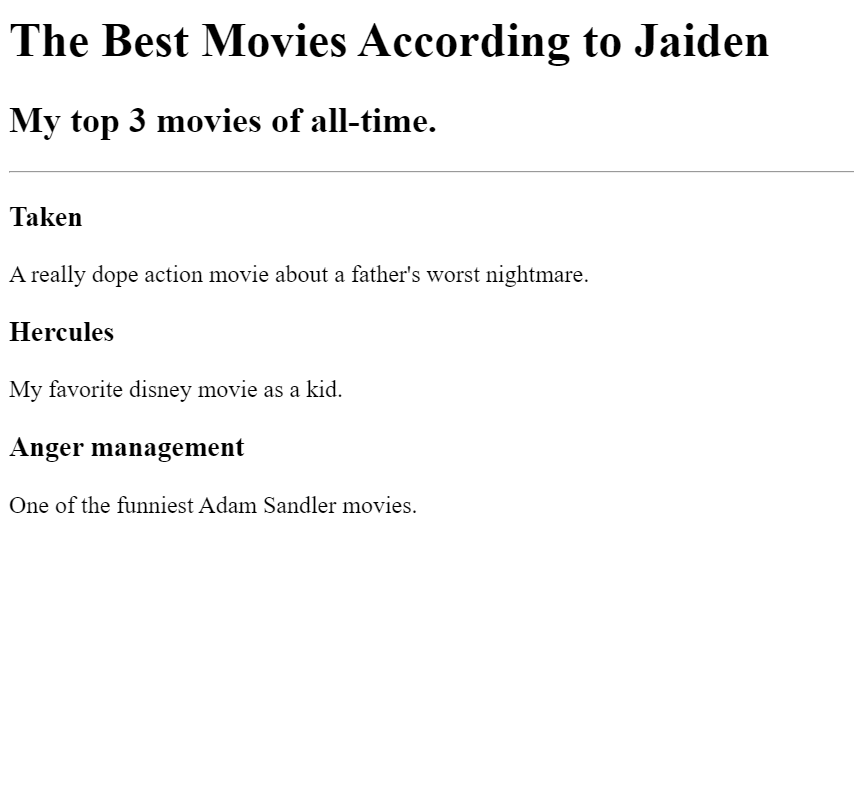 The Best Movies According to Jaiden
My top 3 movies of all-time.
Taken
A really dope action movie about a father's worst nightmare.
Hercules
My favorite disney movie as a kid.
Anger management
One of the funniest Adam Sandler movies.